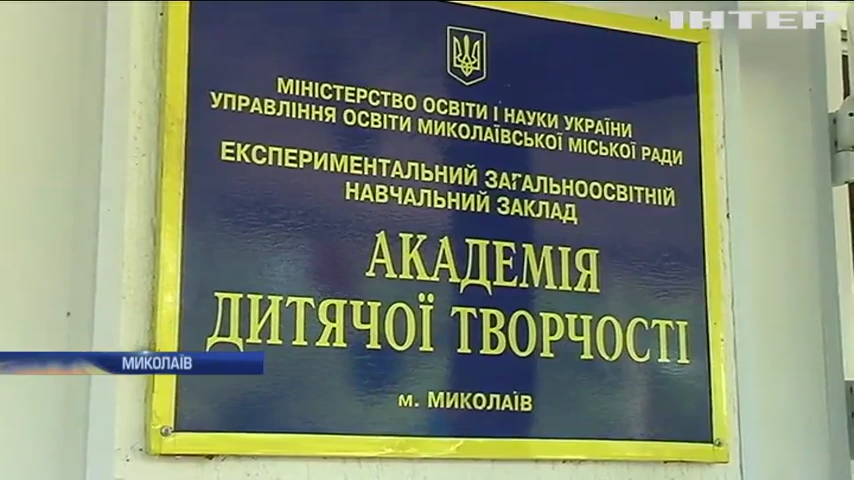 ІНТЕР
МІНІСТЕРСТВО ОСВІТИ І НАУКИ УКРАЇНИ
УПРАВЛІННЯ ОСВІТИ МИКОЛАЇВСЬКОЇ МІСЬКОЇ РАДИ
ЕКСПЕРИМЕНТАЛЬНИЙ ЗАГАЛЬНООСВІТНІЙ
НАВЧАЛЬНИЙ ЗАКЛАД
АКАДЕМІЯ
ДИТЯЧОЇ ТВОРЧОСТІ
МИКОЛАЇВ
м. МИКОЛАЇВ